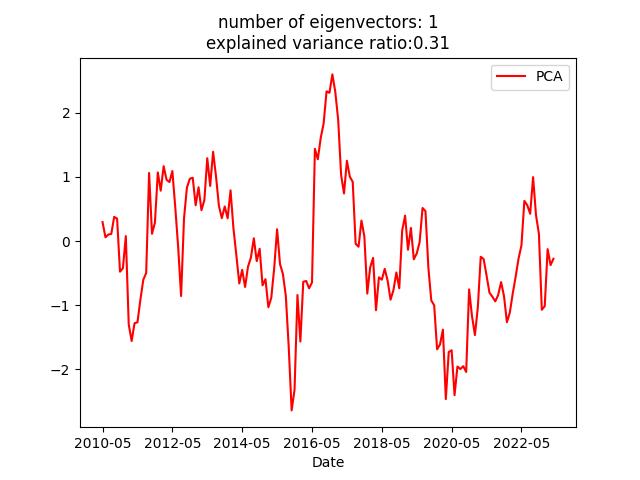 number of eigenvectors: 1
explained variance ratio:0.31
PCA
2
1
0
−1
−2
2010-05 2012-05 2014-05 2016-05 2018-05 2020-05 2022-05
Date